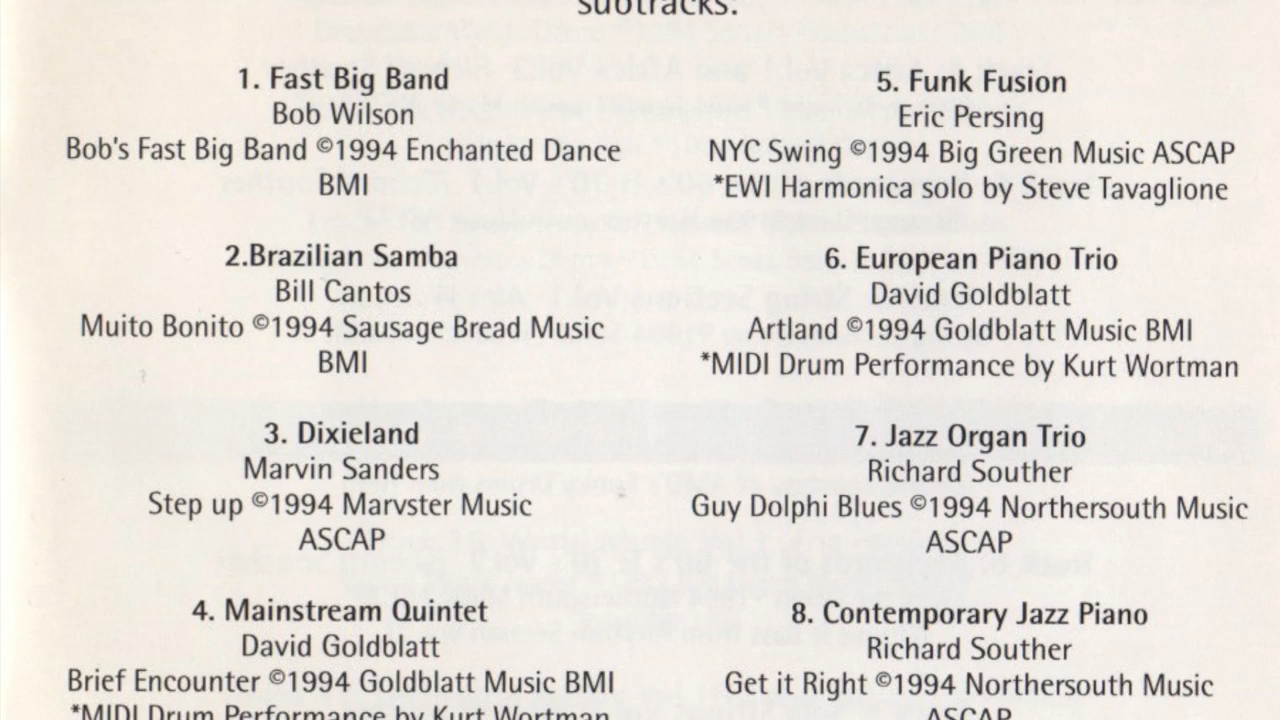 subtracks.
1. Fast Big Band
Bob Wilson
Bob's Fast Big Band ©1994 Enchanted Dance
BMI
2.Brazilian Samba
Bill Cantos
Muito Bonito ©1994 Sausage Bread Music
BMI
3. Dixieland
Marvin Sanders
Step up ©1994 Marvster Music
ASCAP
4. Mainstream Quintet
David Goldblatt
Brief Encounter ©1994 Goldblatt Music BMI
*MIDI Drum Performance by Kurt Wortman
5. Funk Fusion
Eric Persing
NYC Swing ©1994 Big Green Music ASCAP
*EWI Harmonica solo by Steve Tavaglione
6. European Piano Trio
David Goldblatt
Artland ©1994 Goldblatt Music BMI
*MIDI Drum Performance by Kurt Wortman
7. Jazz Organ Trio
Richard Souther
Guy Dolphi Blues ©1994 Northersouth Music
ASCAP
8. Contemporary Jazz Piano
Richard Souther
Get it Right ©1994 Northersouth Music
ASCAP